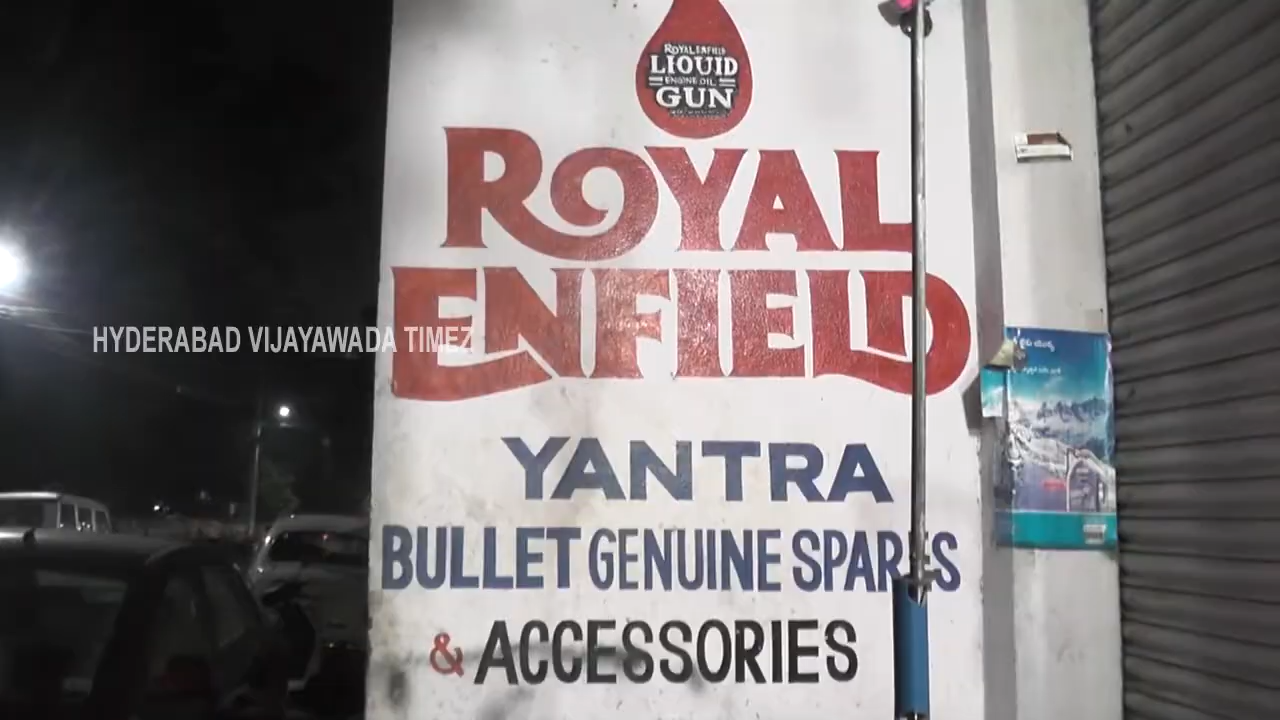 ROYAL ENFIELD
LIQUID
ENGINE OIL
GUN
ROYAL
ENFIELD
HYDERABAD VIJAYAWADA TIMEZ
YANTRA
BULLET GENUINE SPARES
& ACCESSORIES